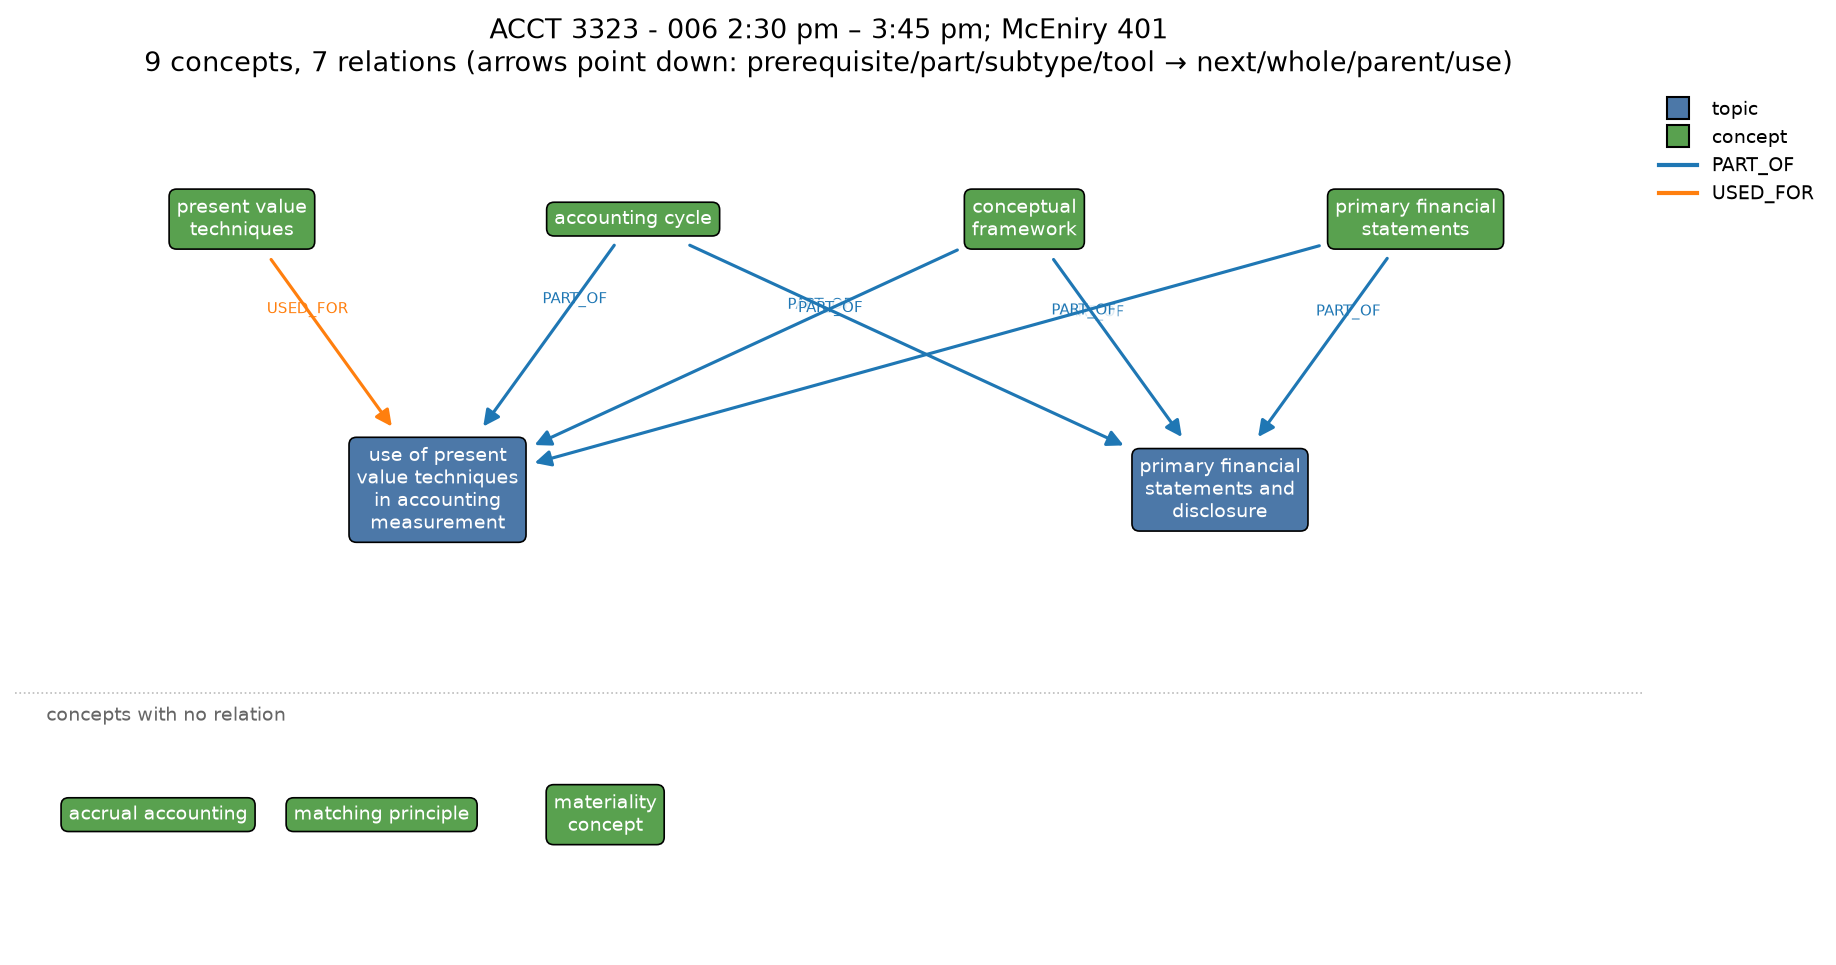 ACCT 3323 - 006 2:30 pm – 3:45 pm; McEniry 401
9 concepts, 7 relations (arrows point down: prerequisite/part/subtype/tool → next/whole/parent/use)
topic
concept
PART_OF
USED_FOR
present value
techniques
accounting cycle
conceptual
framework
primary financial
statements
USED_FOR
PART_OF
PART_OF
PART_OF
PART_OF
use of present
value techniques
in accounting
measurement
primary financial
statements and
disclosure
concepts with no relation
accrual accounting
matching principle
materiality
concept